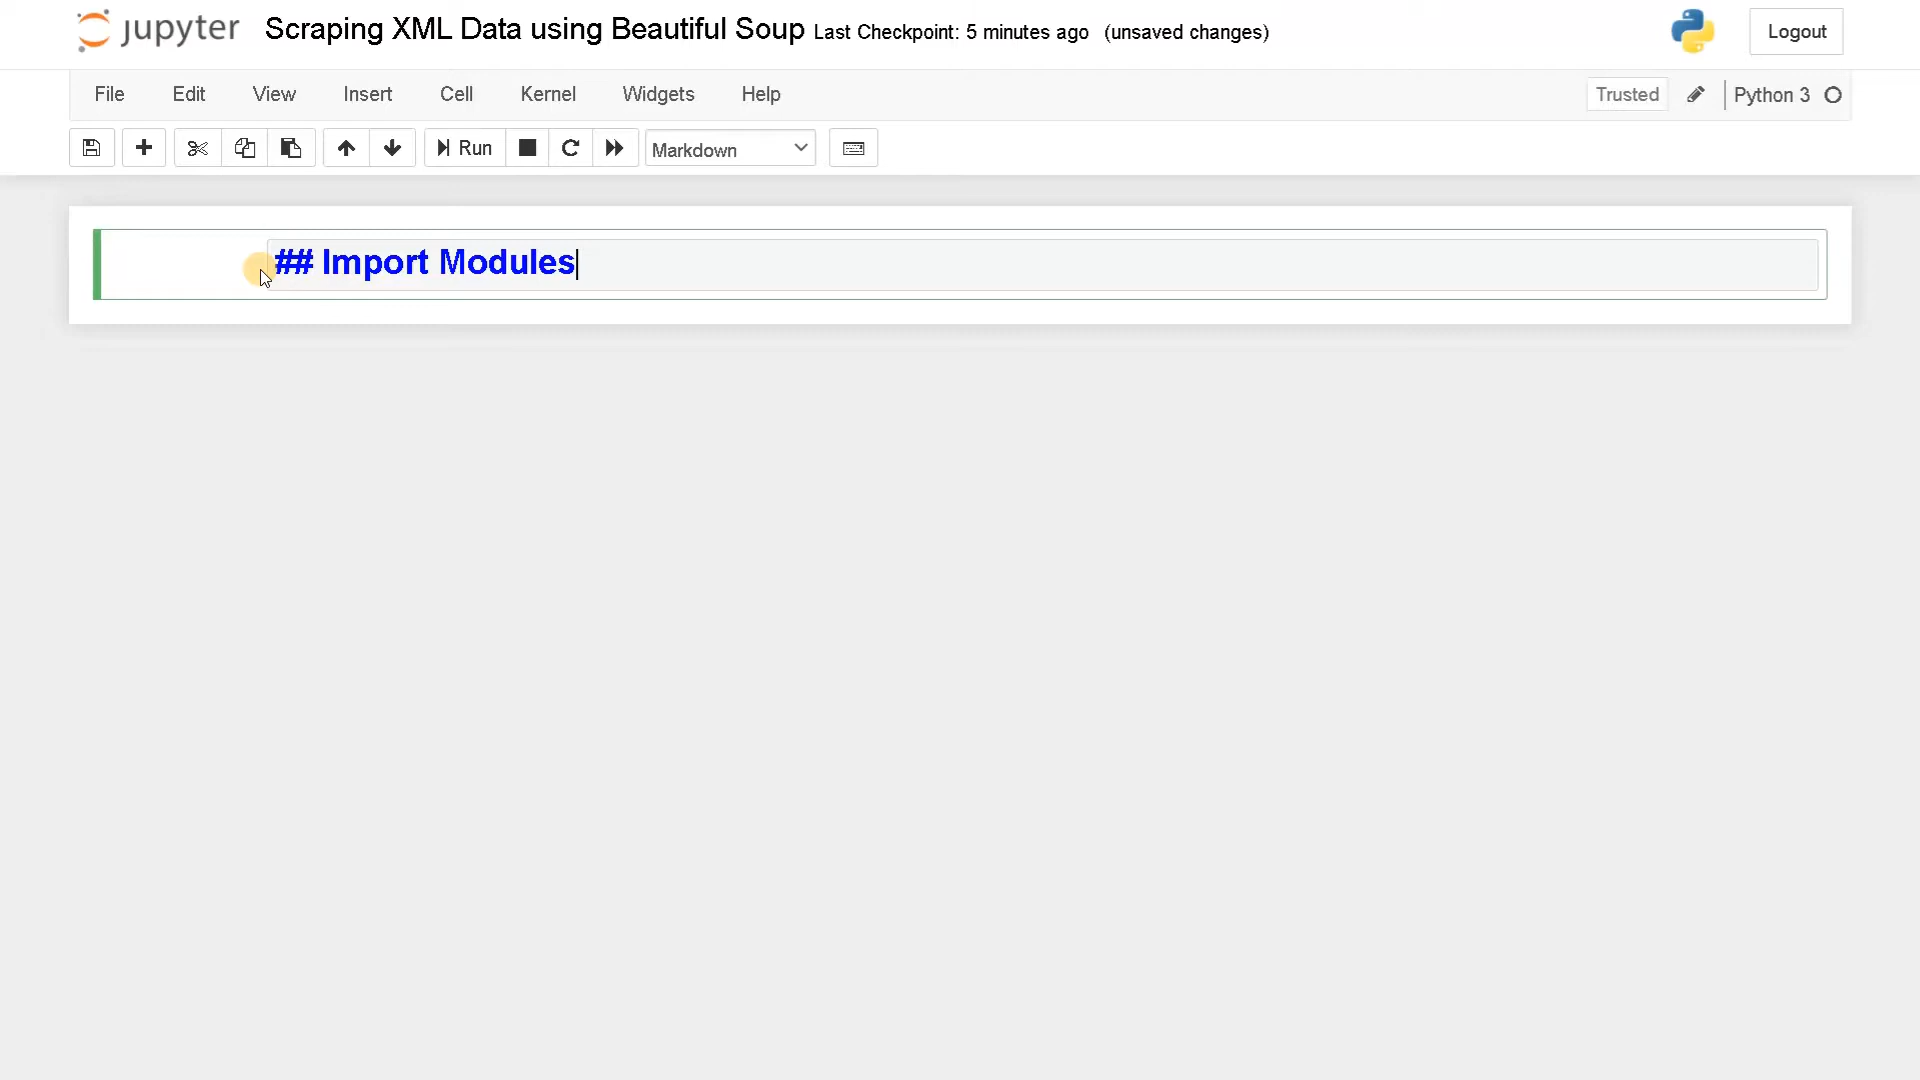 jupyter Scraping XML Data using Beautiful Soup Last Checkpoint: 5 minutes ago (unsaved changes) Logout
File Edit View Insert Cell Kernel Widgets Help Trusted Python 3
Run Markdown
## Import Modules